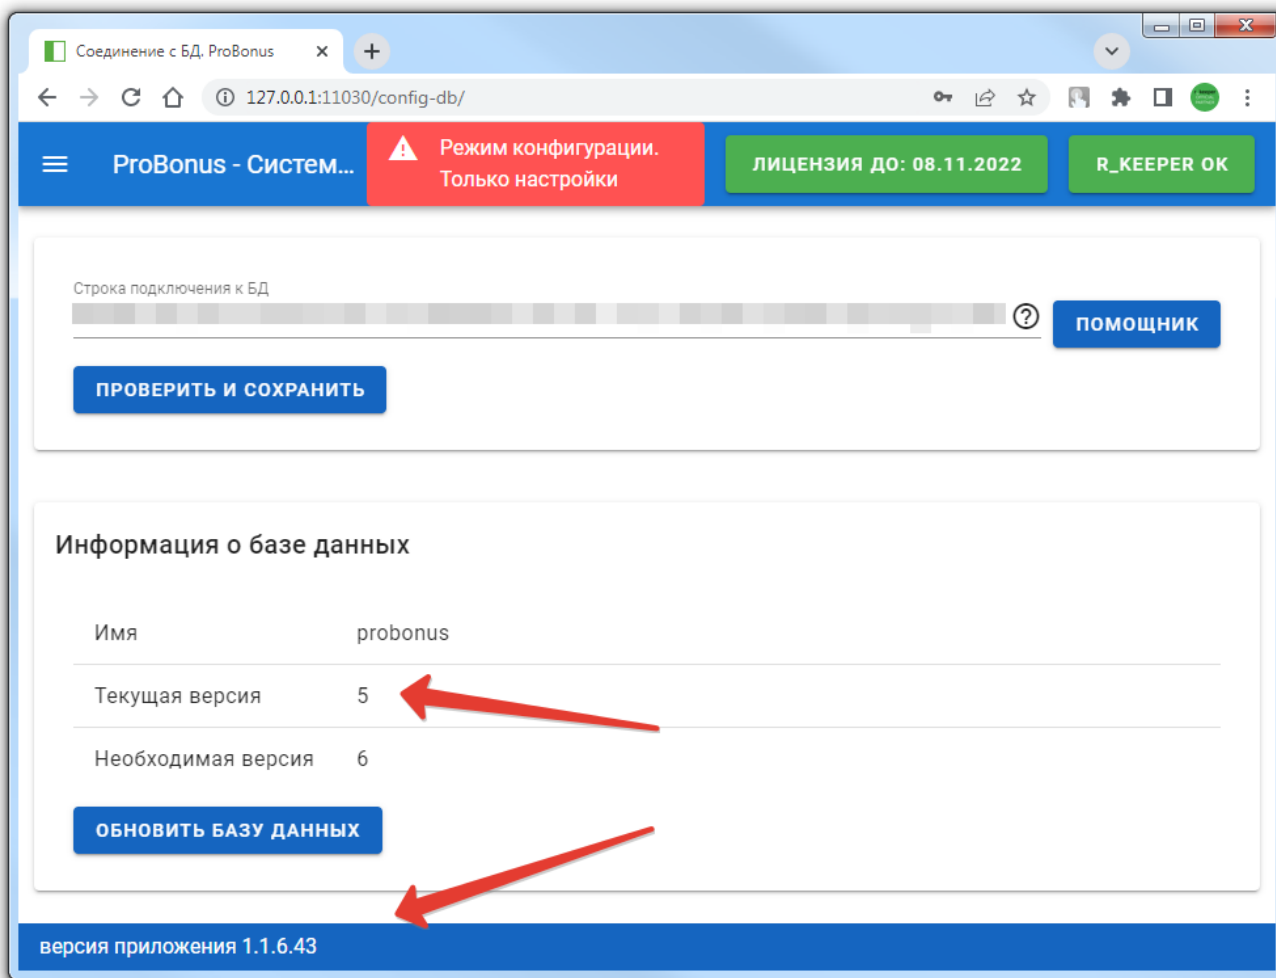 Соединение с БД. ProBonus
127.0.0.1:11030/config-db/
ProBonus - Систем...
Режим конфигурации.
Только настройки
ЛИЦЕНЗИЯ ДО: 08.11.2022
R_KEEPER OK
Строка подключения к БД
ПОМОЩНИК
ПРОВЕРИТЬ И СОХРАНИТЬ
Информация о базе данных
Имя probonus
Текущая версия 5
Необходимая версия 6
ОБНОВИТЬ БАЗУ ДАННЫХ
версия приложения 1.1.6.43